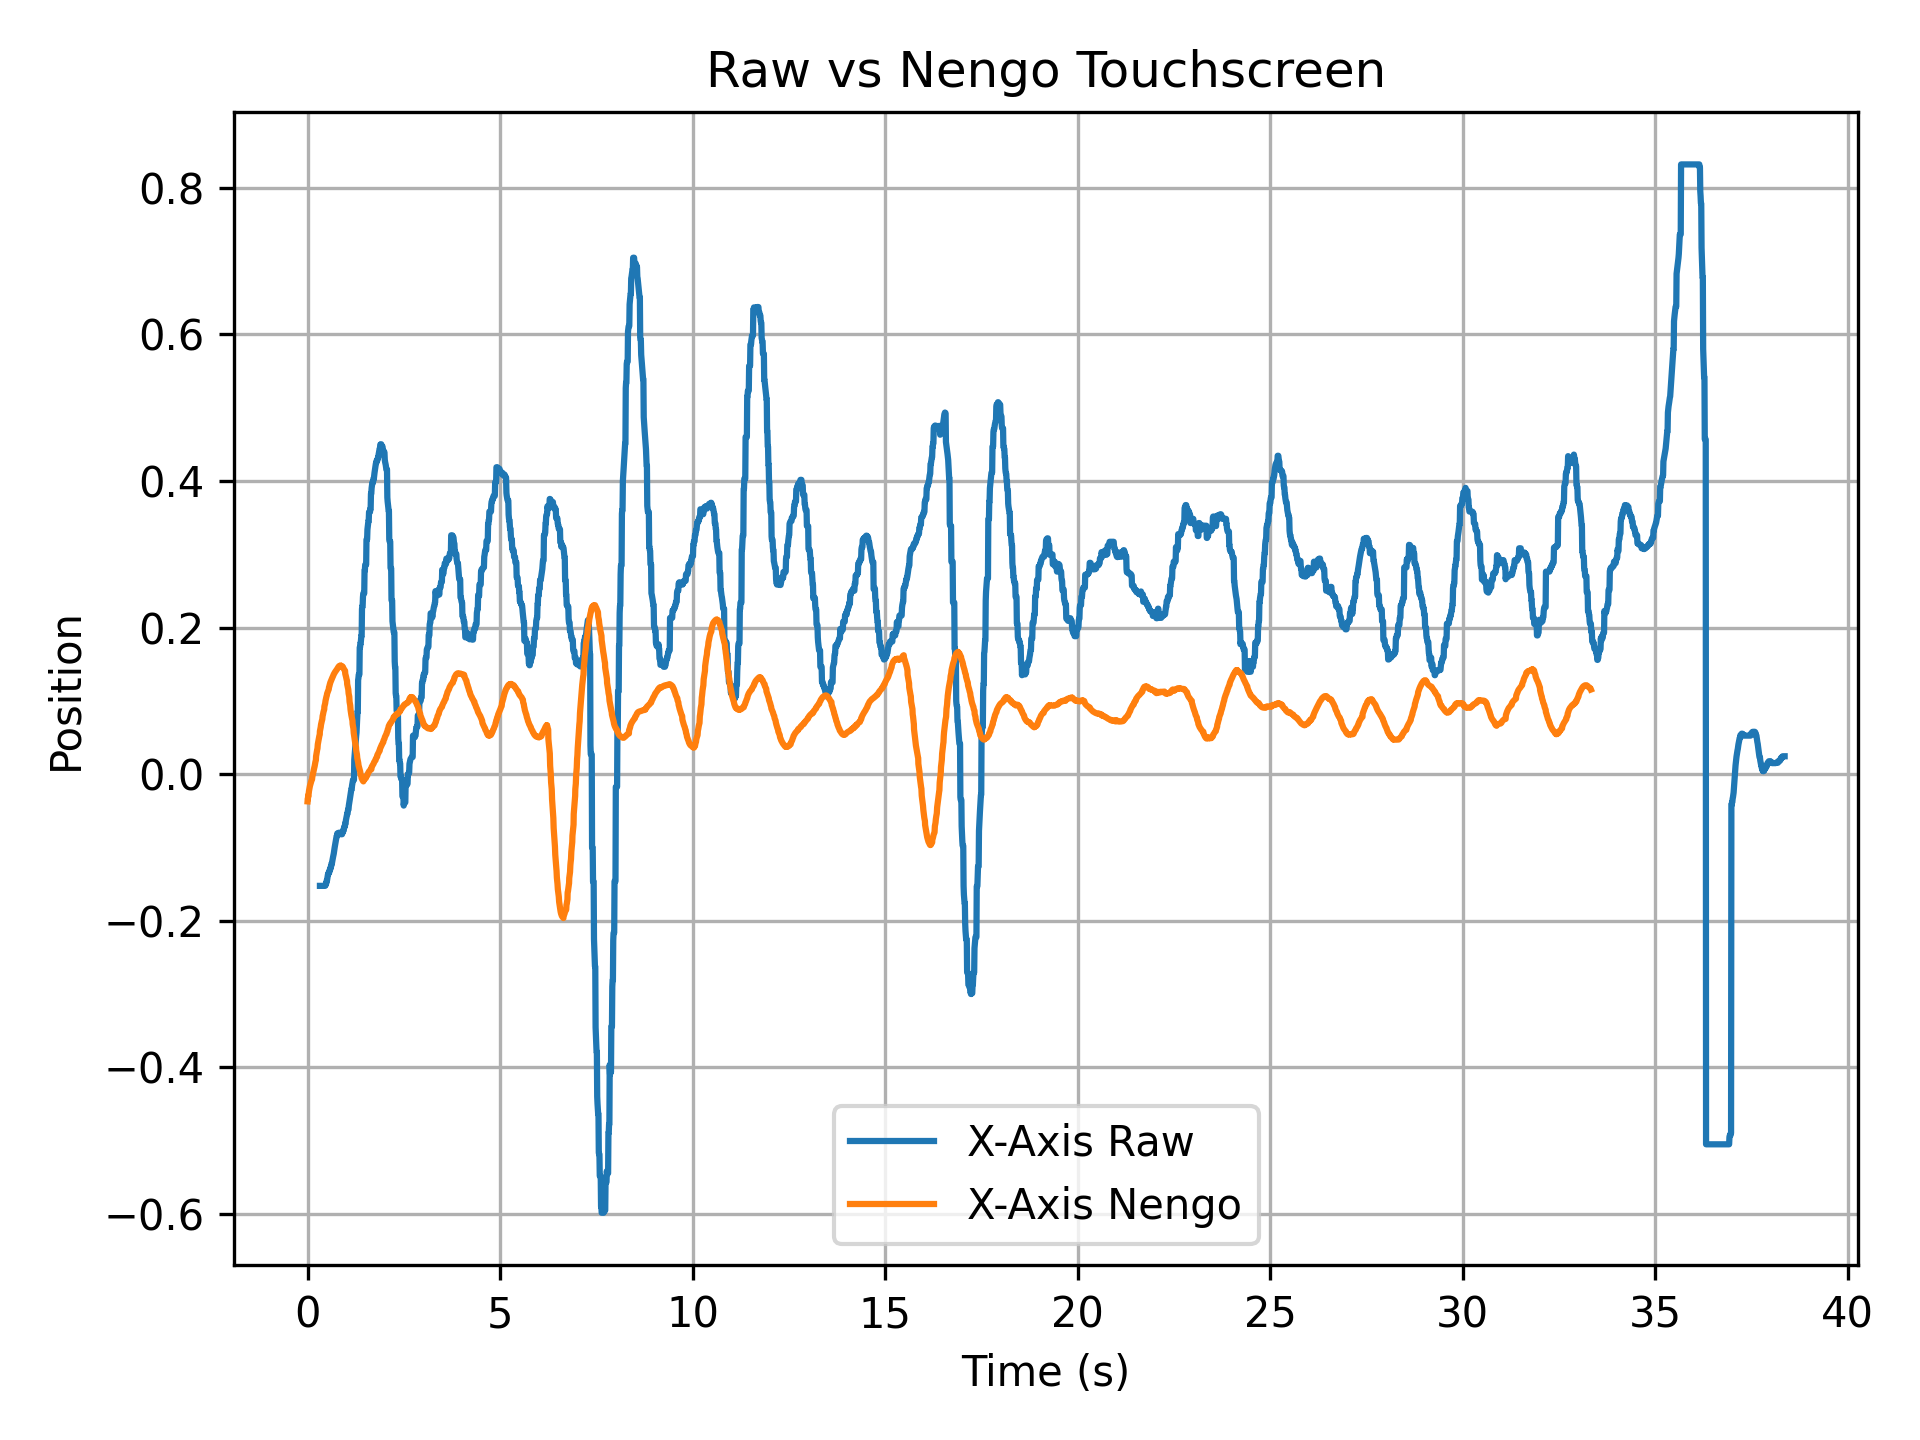 Raw vs Nengo Touchscreen
Position
0.8
0.6
0.4
0.2
0.0
−0.2
−0.4
−0.6
X-Axis Raw
X-Axis Nengo
0 5 10 15 20 25 30 35 40
Time (s)